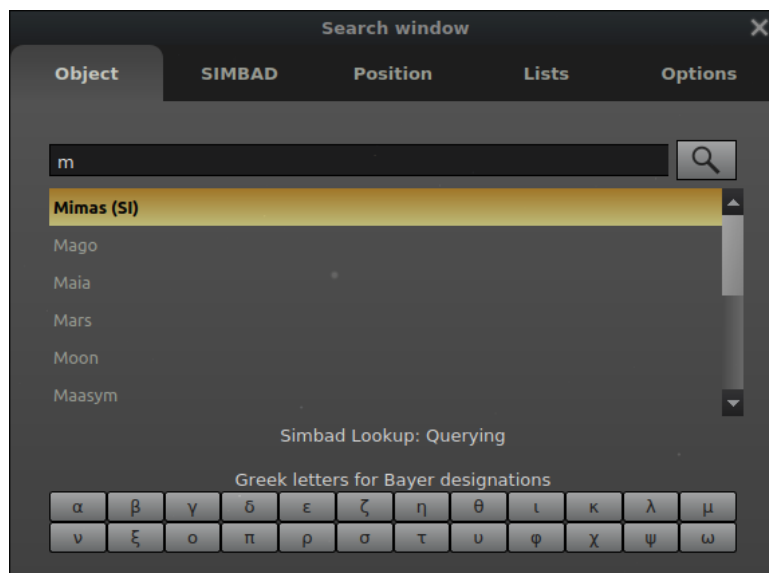 Search window
Object SIMBAD Position Lists Options
m
Mimas (SI)
Mago
Maia
Mars
Moon
Maasym
Simbad Lookup: Querying
Greek letters for Bayer designations
α β γ δ ε ζ η θ ι κ λ μ
ν ξ ο π ρ σ τ υ φ χ ψ ω